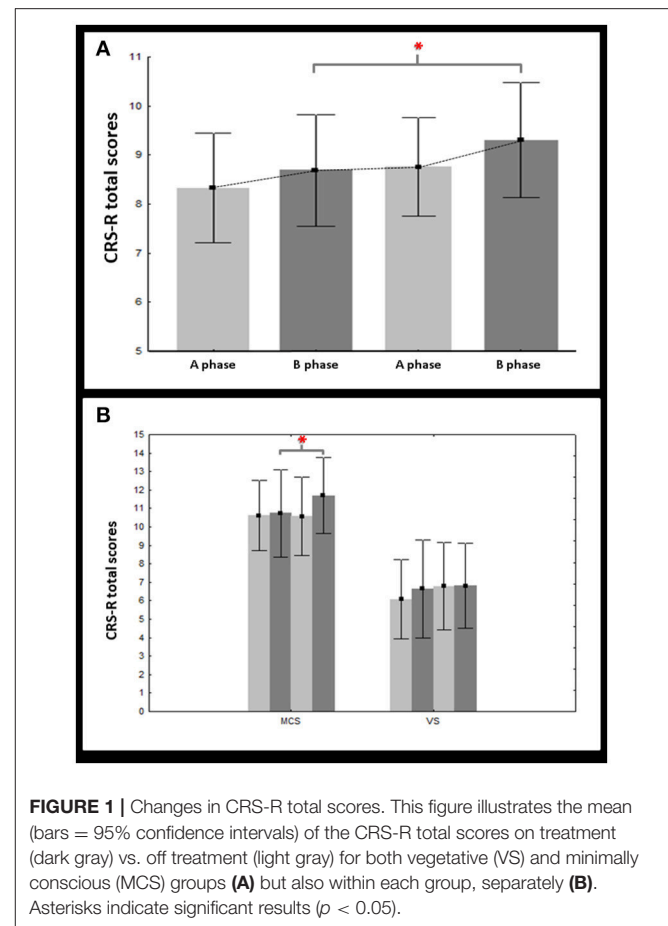 A
*
11
10
9
8
7
6
5
CRS-R total scores
A phase B phase A phase B phase
B
*
15
14
13
12
11
10
9
8
7
6
5
4
3
2
1
0
CRS-R total scores
MCS VS
FIGURE 1 | Changes in CRS-R total scores. This figure illustrates the mean
(bars = 95% confidence intervals) of the CRS-R total scores on treatment
(dark gray) vs. off treatment (light gray) for both vegetative (VS) and minimally
conscious (MCS) groups (A) but also within each group, separately (B).
Asterisks indicate significant results (p < 0.05).